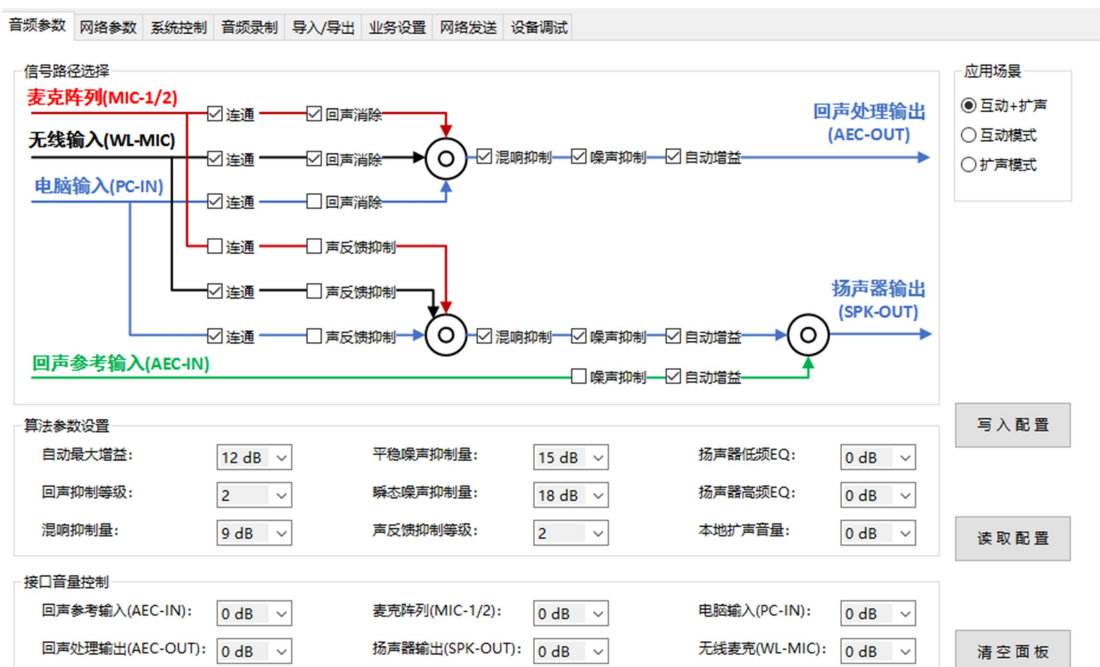 音频参数 网络参数 系统控制 音频录制 导入/导出 业务设置 网络发送 设备调试
信号路径选择
麦克阵列(MIC-1/2)
连通 回声消除
无线输入(WL-MIC)
连通 回声消除 混响抑制 噪声抑制 自动增益
回声处理输出
(AEC-OUT)
电脑输入(PC-IN)
连通 回声消除
连通 声反馈抑制
连通 声反馈抑制
连通 声反馈抑制 混响抑制 噪声抑制 自动增益
扬声器输出
(SPK-OUT)
回声参考输入(AEC-IN)
噪声抑制 自动增益
应用场景
互动+扩声
互动模式
扩声模式
算法参数设置
自动最大增益: 12 dB 平稳噪声抑制量: 15 dB 扬声器低频EQ: 0 dB
回声抑制等级: 2 瞬态噪声抑制量: 18 dB 扬声器高频EQ: 0 dB
混响抑制量: 9 dB 声反馈抑制等级: 2 本地扩声音量: 0 dB
写入配置
读取配置
接口音量控制
回声参考输入(AEC-IN): 0 dB 麦克阵列(MIC-1/2): 0 dB 电脑输入(PC-IN): 0 dB
回声处理输出(AEC-OUT): 0 dB 扬声器输出(SPK-OUT): 0 dB 无线麦克(WL-MIC): 0 dB
清空面板